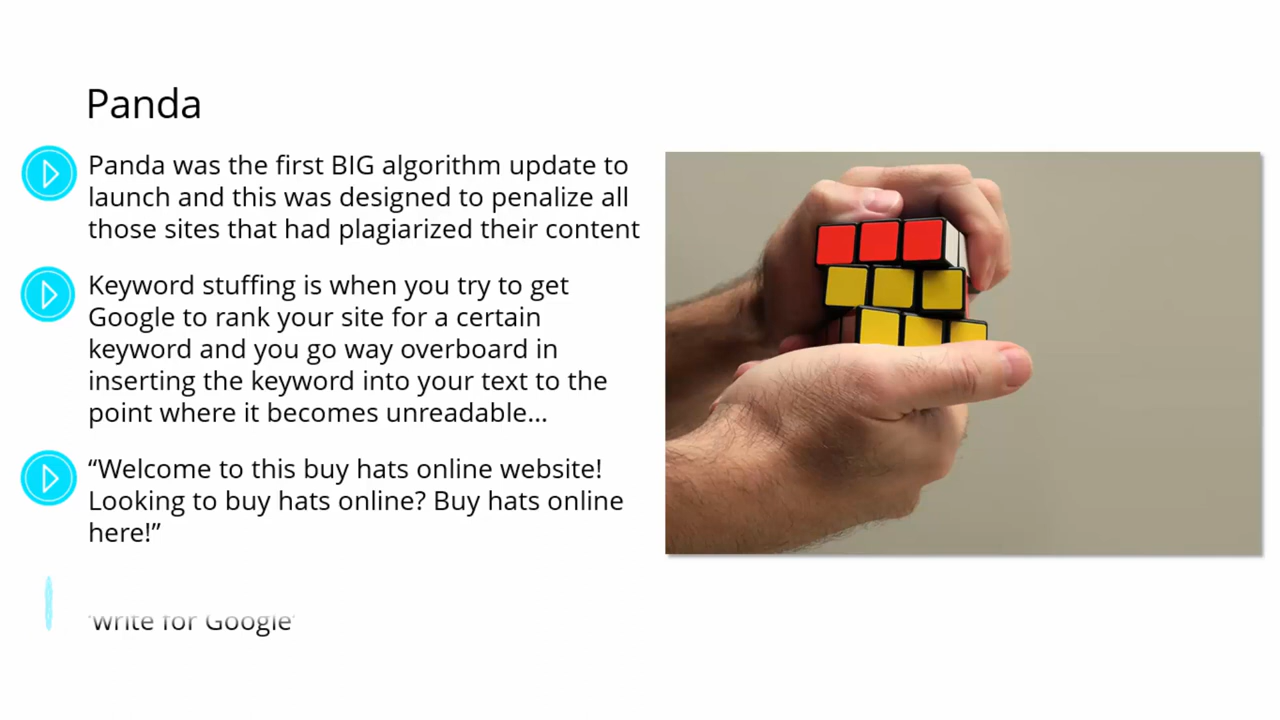 Panda
Panda was the first BIG algorithm update to
launch and this was designed to penalize all
those sites that had plagiarized their content
Keyword stuffing is when you try to get
Google to rank your site for a certain
keyword and you go way overboard in
inserting the keyword into your text to the
point where it becomes unreadable…
“Welcome to this buy hats online website!
Looking to buy hats online? Buy hats online
here!”
‘write for Google’